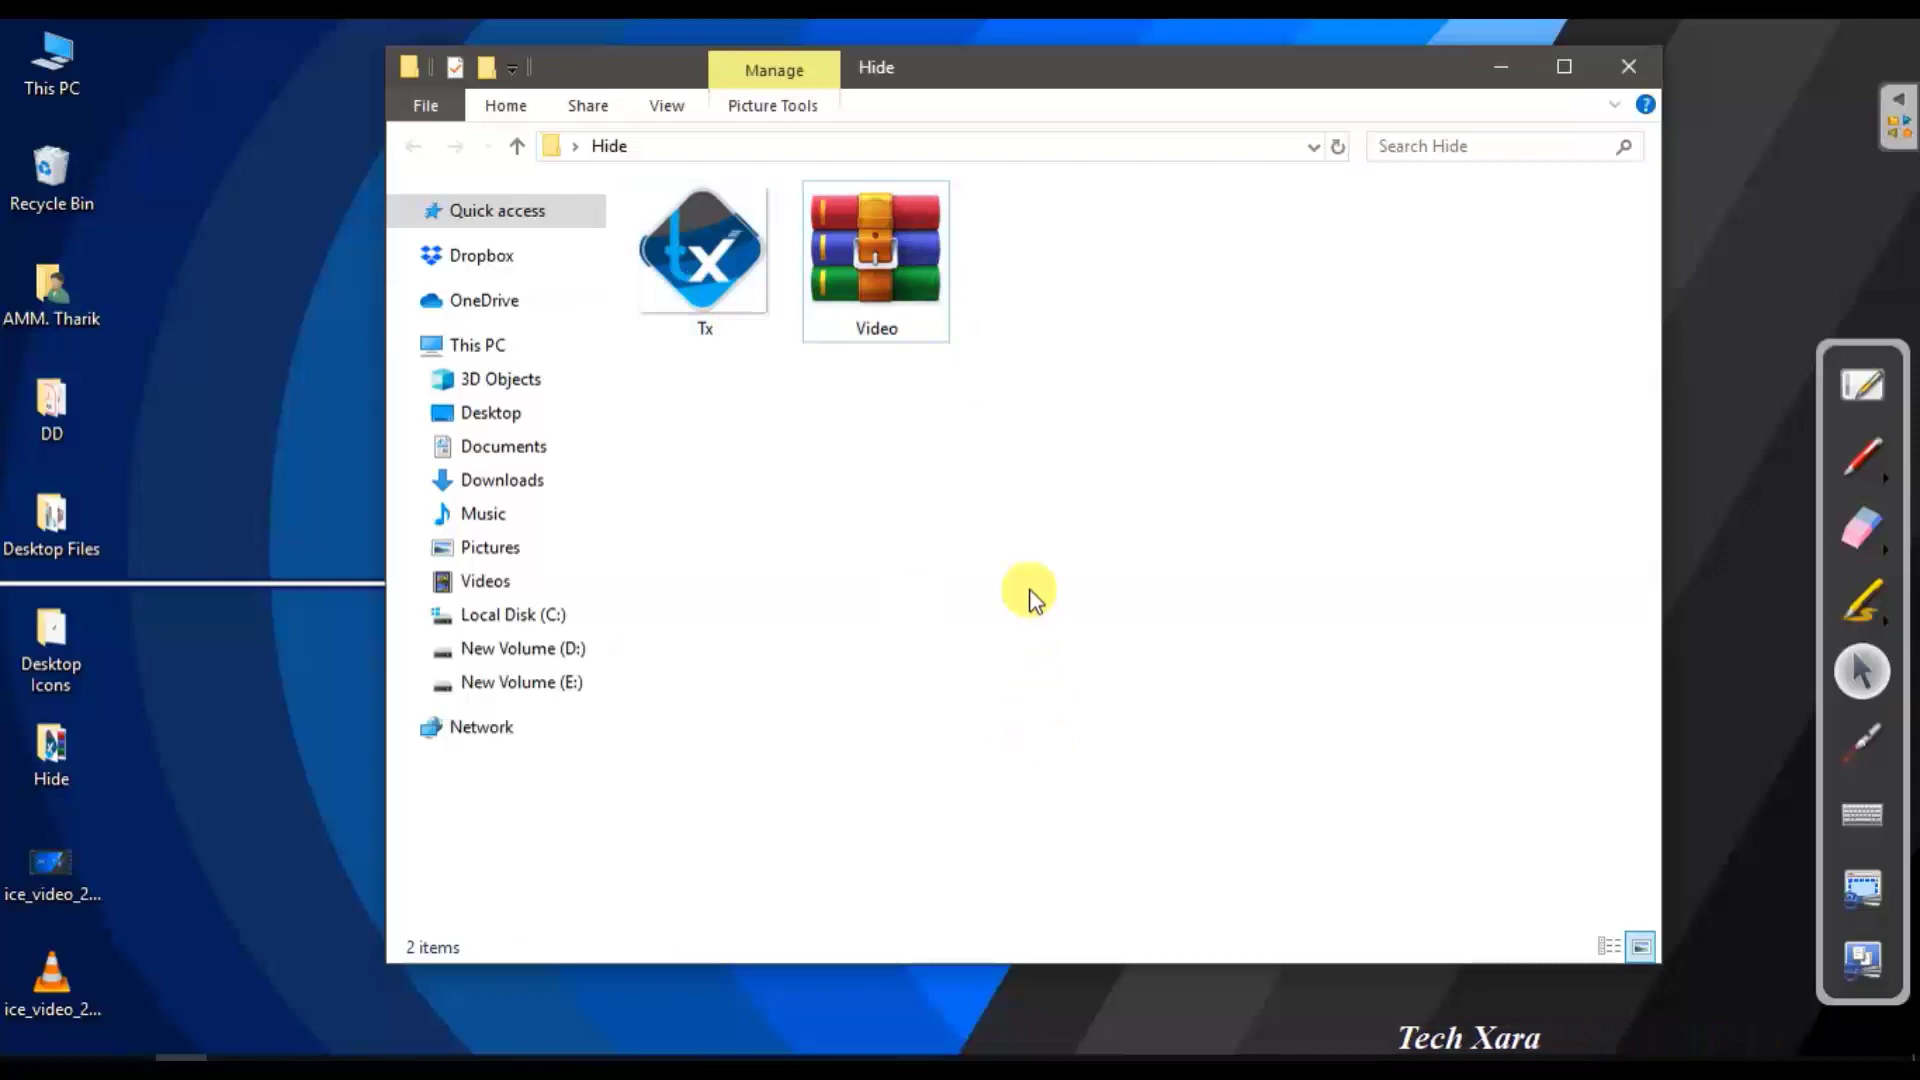 This PC
Recycle Bin
AMM. Tharik
DD
Desktop Files
Desktop
Icons
Hide
ice_video_2...
ice_video_2...
Manage
Hide
File
Home
Share
View
Picture Tools
?
Hide
Search Hide
Quick access
Dropbox
OneDrive
This PC
3D Objects
Desktop
Documents
Downloads
Music
Pictures
Videos
Local Disk (C:)
New Volume (D:)
New Volume (E:)
Network
tx
Tx
Video
2 items
Tech Xara